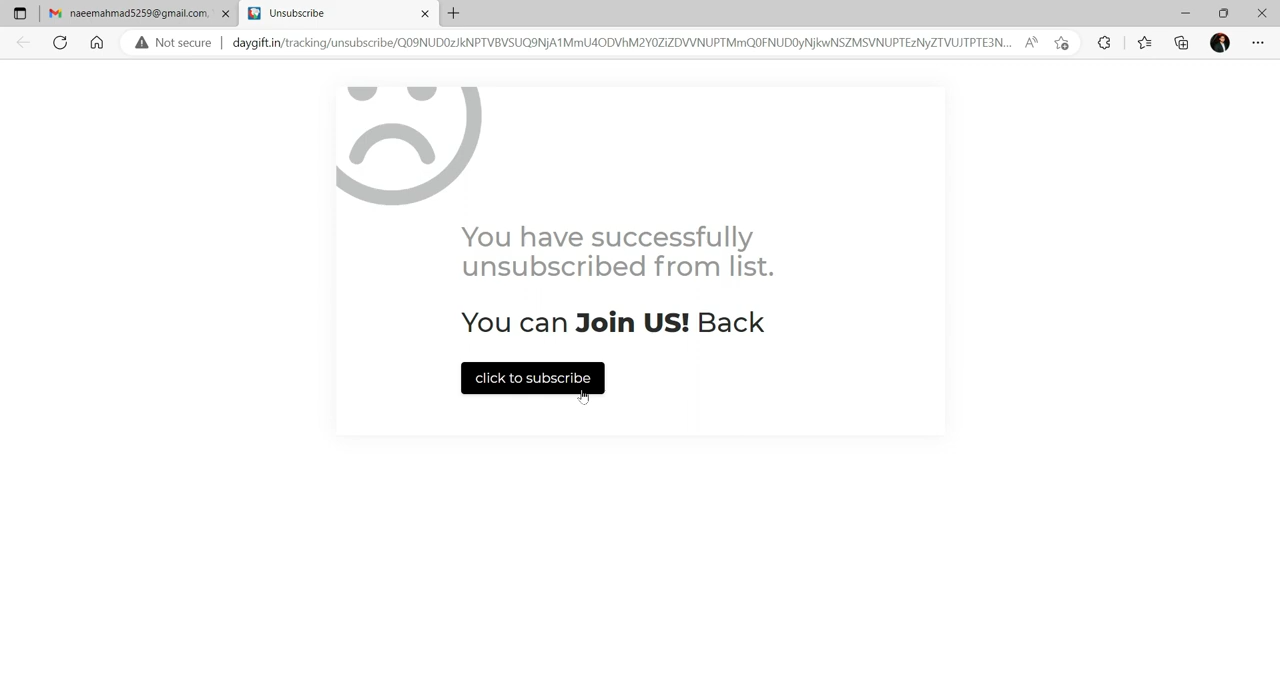 naeemahmad5259@gmail.com,
Unsubscribe
Not secure
daygift.in/tracking/unsubscribe/Q09NUD0zJkNPTVBVSUQ9NjA1MmU4ODVhM2Y0ZiZDVVNUPTMmQ0FNUD0yNjkwNSZMSVNUPTEzNyZTVUJTPTE3N...
You have successfully
unsubscribed from list.
You can Join US! Back
click to subscribe